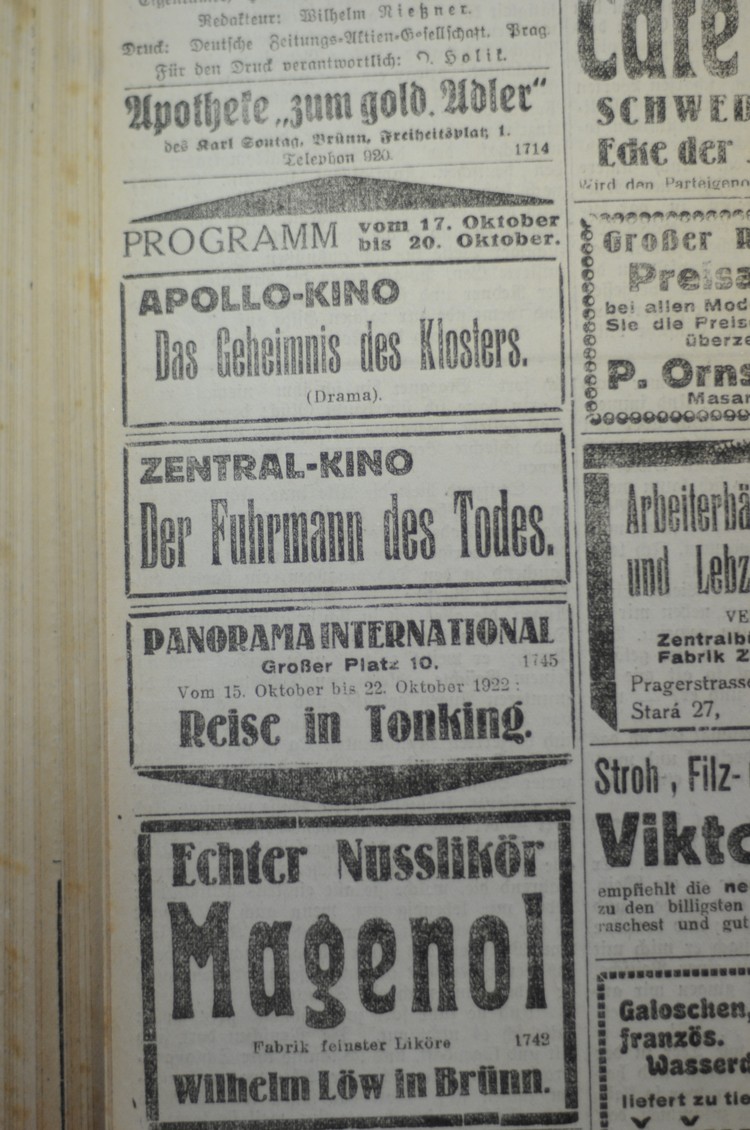 Redakteur: Wilhelm Nießner.
Druck: Deutsche Zeitungs-Aktien-Gesellschaft, Prag
Für den Druck verantwortlich: O. Holik.
Apotheke „zum gold. Adler“
des Karl Sontag, Brünn, Freiheitsplatz 1.
Telephon 920. 1714
PROGRAMM vom 17. Oktober
bis 20. Oktober.
APOLLO-KINO
Das Geheimnis des Klosters.
(Drama).
ZENTRAL-KINO
Der Fuhrmann des Todes.
PANORAMA INTERNATIONAL
Großer Platz 10. 1745
Vom 15. Oktober bis 22. Oktober 1922:
Reise in Tonking.
Echter Nusslikör
Magenol
Fabrik feinster Liköre 1742
Wilhelm Löw in Brünn.
Café
SCHWE
Ecke der
Wird den Parteigeno
Großer
Preisa
bei allen Mod
Sie die Preis
überze
P. Orns
Masar
Arbeiterbä
und Lebz
VE
Zentralb
Fabrik
Pragerstrasse
Stará 27,
Stroh-, Filz-
Vikto
empfiehlt die ne
zu den billigsten
raschest und gut
Galoschen,
französ.
Wasserd
liefert zu tie